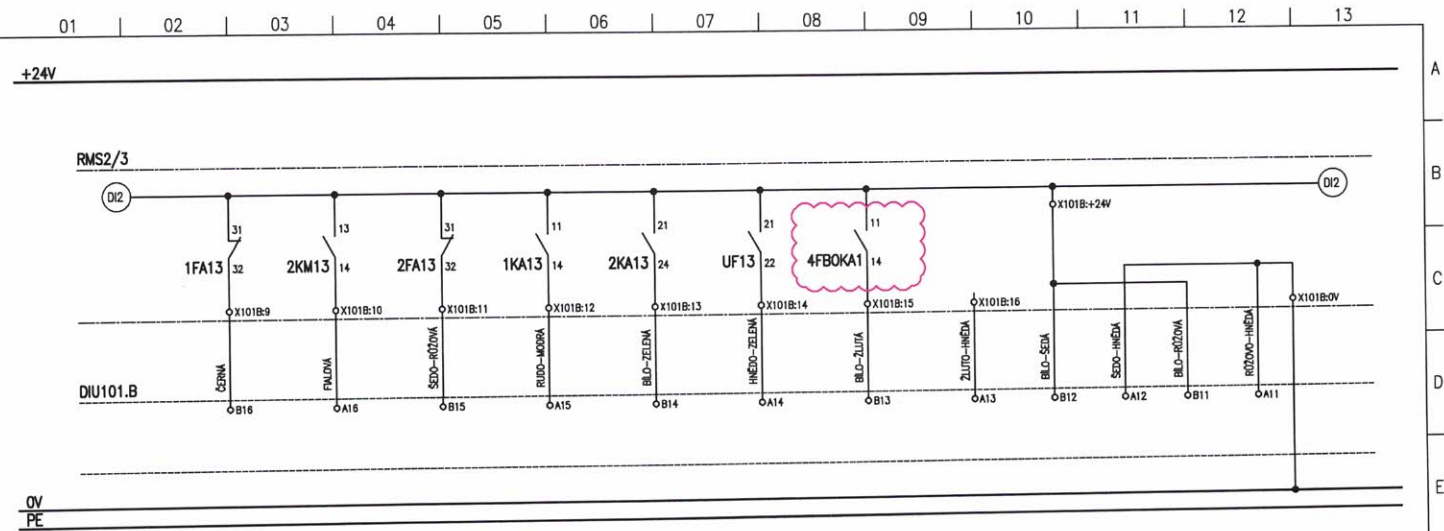 01 02 03 04 05 06 07 08 09 10 11 12 13
+24V
A
RMS2/3
B
DI2 DI2
X101B:+24V
31 13 31 11 21 21 11
1FA13 32 2KM13 14 2FA13 32 1KA13 14 2KA13 24 UF13 22 4FBOKA1 14
C
X101B:9 X101B:10 X101B:11 X101B:12 X101B:13 X101B:14 X101B:15 X101B:16 X101B:0V
ČERNÁ FIALOVÁ ŠEDO-RŮŽOVÁ RUDO-MODRÁ BÍLO-ZELENÁ HNĚDO-ZELENÁ BÍLO-ŽLUTÁ ŽLUTO-HNĚDÁ BÍLO-ŠEDÁ ŠEDO-HNĚDÁ BÍLO-RŮŽOVÁ RŮŽOVO-HNĚDÁ
D
DIU101.B
B16 A16 B15 A15 B14 A14 B13 A13 B12 A12 B11 A11
E
0V
PE